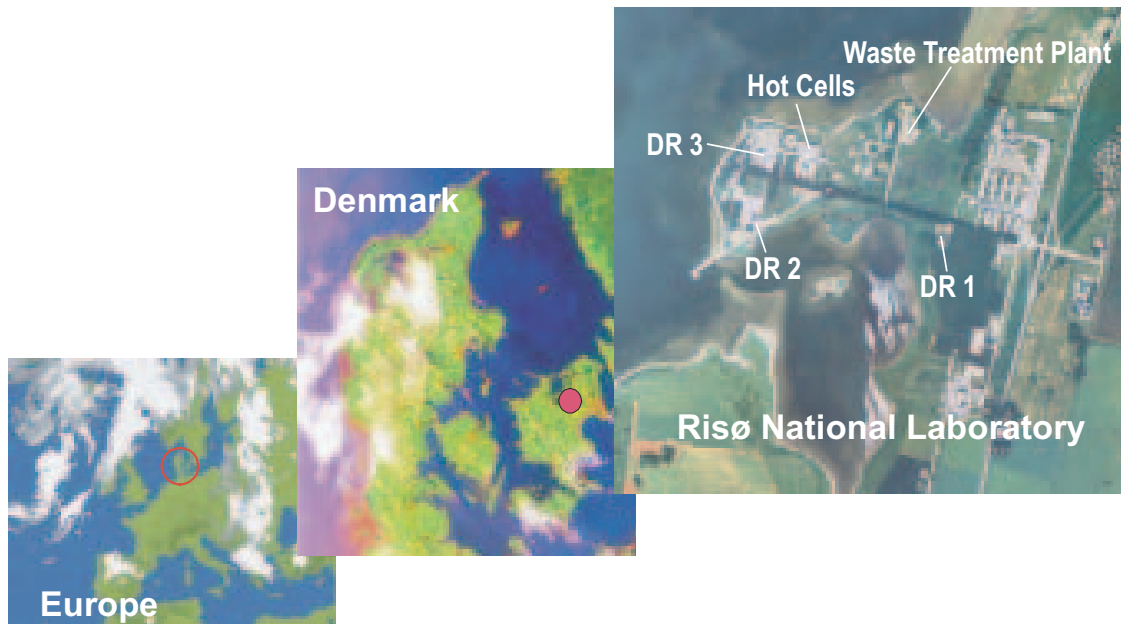 Waste Treatment Plant
Hot Cells
DR 3
Denmark
DR 2
DR 1
Risø National Laboratory
Europe